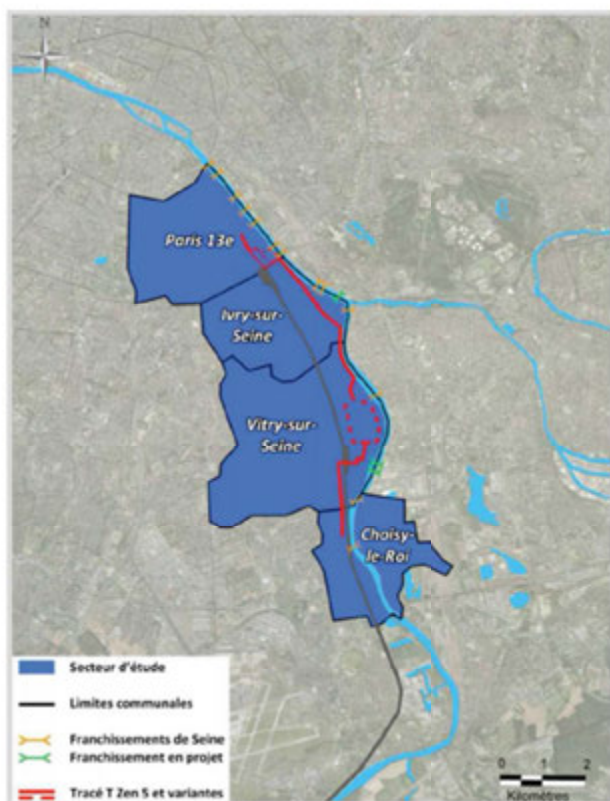 N
Paris 13e
Ivry-sur-
Seine
Vitry-sur-
Seine
Choisy-
le-Roi
Secteur d'étude
Limites communales
Franchissements de Seine
Franchissement en projet
Tracé T Zen 5 et variantes
0 1 2
Kilomètres